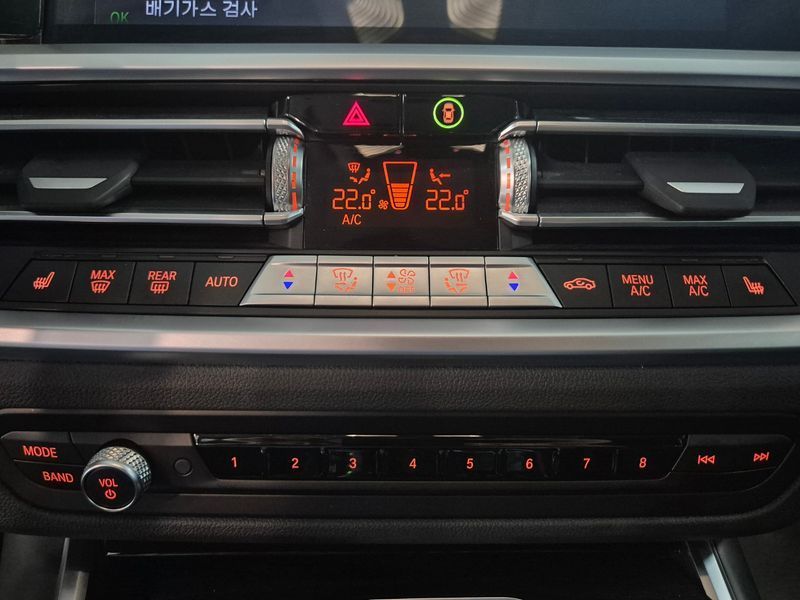 OK 배기가스 검사
22.0° 22.0°
A/C
MAX REAR AUTO MENU A/C MAX A/C
MODE
BAND VOL 1 2 3 4 5 6 7 8